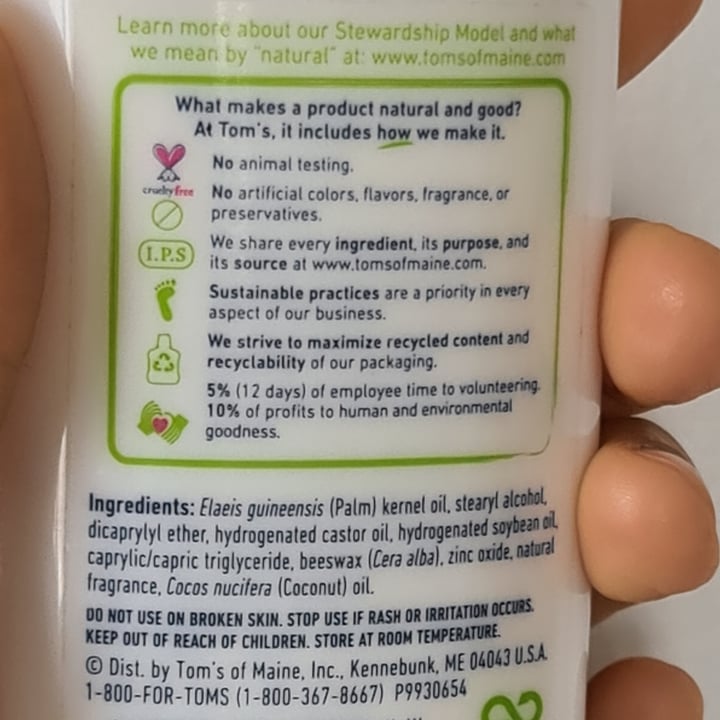 Learn more about our Stewardship Model and what
we mean by "natural" at: www.tomsofmaine.com
What makes a product natural and good?
At Tom's, it includes how we make it.
No animal testing.
crueltyfree
No artificial colors, flavors, fragrance, or
preservatives.
I.P.S
We share every ingredient, its purpose, and
its source at www.tomsofmaine.com.
Sustainable practices are a priority in every
aspect of our business.
We strive to maximize recycled content and
recyclability of our packaging.
5% (12 days) of employee time to volunteering.
10% of profits to human and environmental
goodness.
Ingredients: Elaeis guineensis (Palm) kernel oil, stearyl alcohol,
dicaprylyl ether, hydrogenated castor oil, hydrogenated soybean oil,
caprylic/capric triglyceride, beeswax (Cera alba), zinc oxide, natural
fragrance, Cocos nucifera (Coconut) oil.
DO NOT USE ON BROKEN SKIN. STOP USE IF RASH OR IRRITATION OCCURS.
KEEP OUT OF REACH OF CHILDREN. STORE AT ROOM TEMPERATURE.
© Dist. by Tom's of Maine, Inc., Kennebunk, ME 04043 U.S.A.
1-800-FOR-TOMS (1-800-367-8667) P9930654